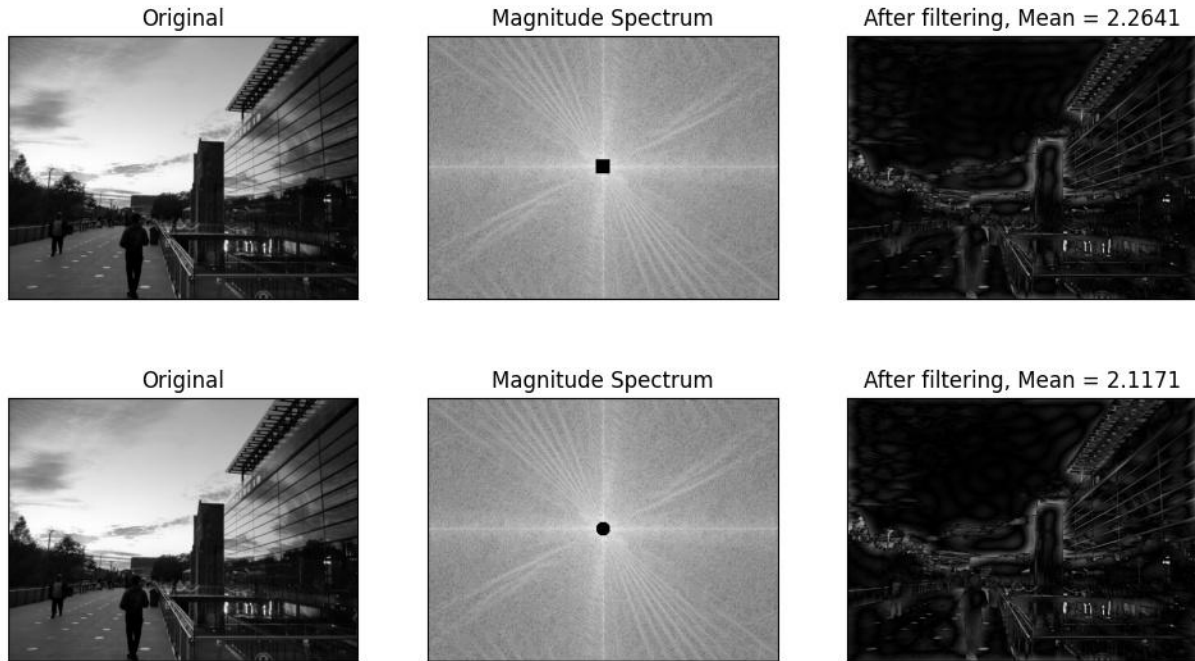 Original
Magnitude Spectrum
After filtering, Mean = 2.2641
Original
Magnitude Spectrum
After filtering, Mean = 2.1171